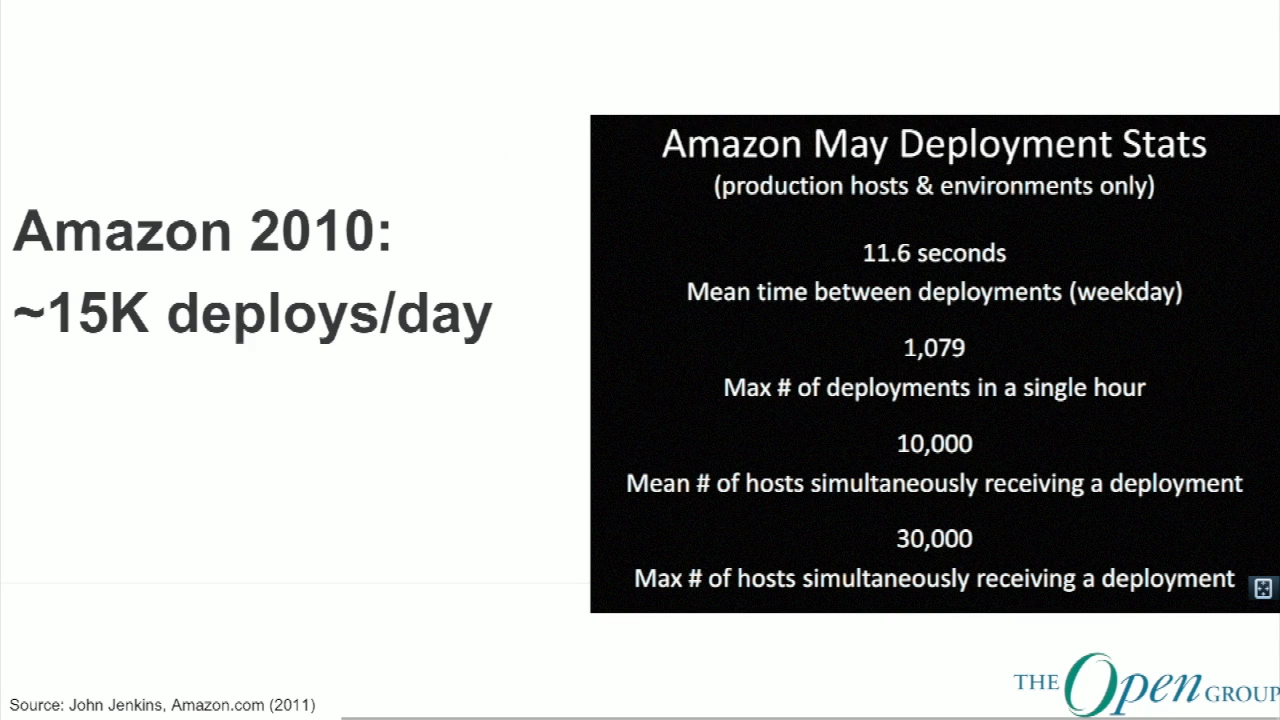 Amazon 2010:
~15K deploys/day
Amazon May Deployment Stats
(production hosts & environments only)
11.6 seconds
Mean time between deployments (weekday)
1,079
Max # of deployments in a single hour
10,000
Mean # of hosts simultaneously receiving a deployment
30,000
Max # of hosts simultaneously receiving a deployment
Source: John Jenkins, Amazon.com (2011)
THE Open GROUP